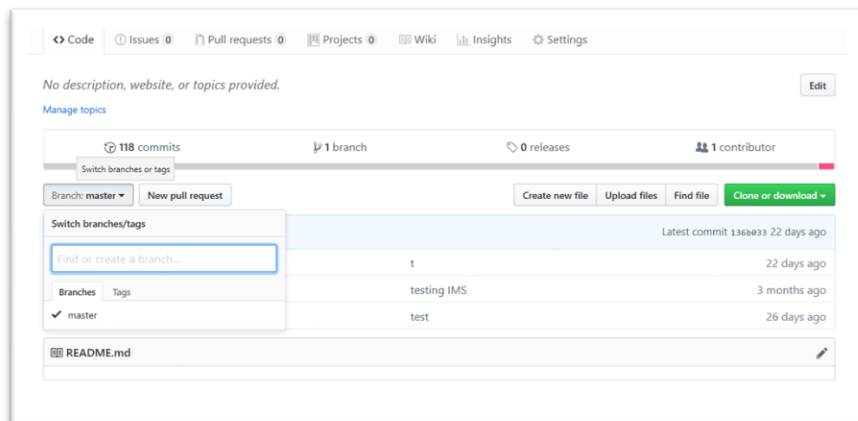 <> Code Issues 0 Pull requests 0 Projects 0 Wiki Insights Settings
No description, website, or topics provided. Edit
Manage topics
118 commits 1 branch 0 releases 1 contributor
Switch branches or tags
Branch: master New pull request Create new file Upload files Find file Clone or download
Switch branches/tags
Latest commit 136b033 22 days ago
Find or create a branch...
t 22 days ago
Branches Tags
testing IMS 3 months ago
master
test 26 days ago
README.md